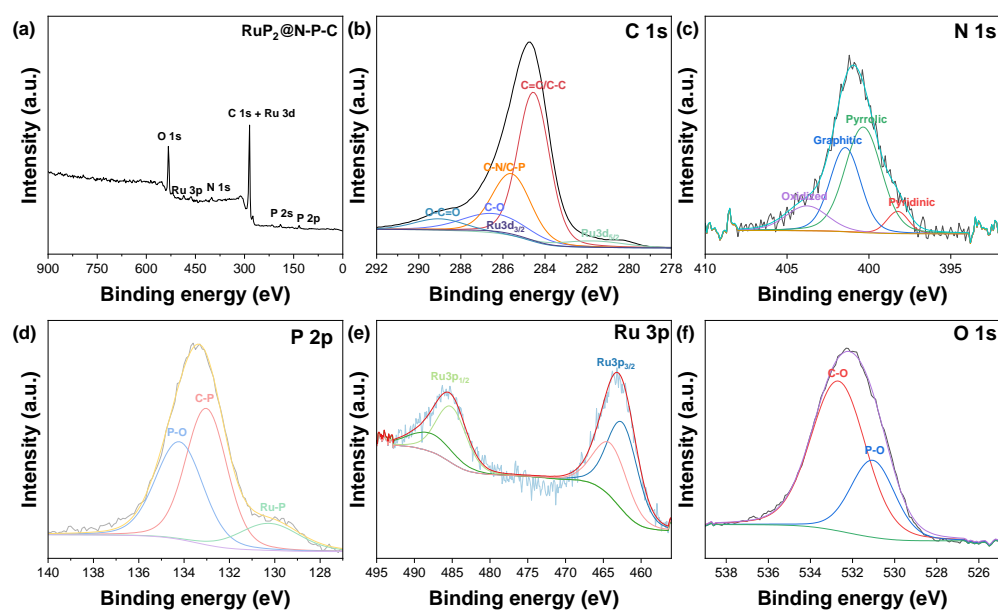 (a)
RuP₂@N-P-C
O 1s
Ru 3p
N 1s
C 1s + Ru 3d
P 2s
P 2p
Intensity (a.u.)
900 750 600 450 300 150 0
Binding energy (eV)
(b)
C 1s
C=C/C-C
C-N/C-P
O-C=O
C-O
Ru3d₃/₂
Ru3d₅/₂
Intensity (a.u.)
292 290 288 286 284 282 280 278
Binding energy (eV)
(c)
N 1s
Pyrrolic
Graphitic
Oxidized
Pyridinic
Intensity (a.u.)
410 405 400 395
Binding energy (eV)
(d)
P 2p
C-P
P-O
Ru-P
Intensity (a.u.)
140 138 136 134 132 130 128
Binding energy (eV)
(e)
Ru 3p
Ru3p₁/₂
Ru3p₃/₂
Intensity (a.u.)
495 490 485 480 475 470 465 460
Binding energy (eV)
(f)
O 1s
C-O
P-O
Intensity (a.u.)
538 536 534 532 530 528 526
Binding energy (eV)